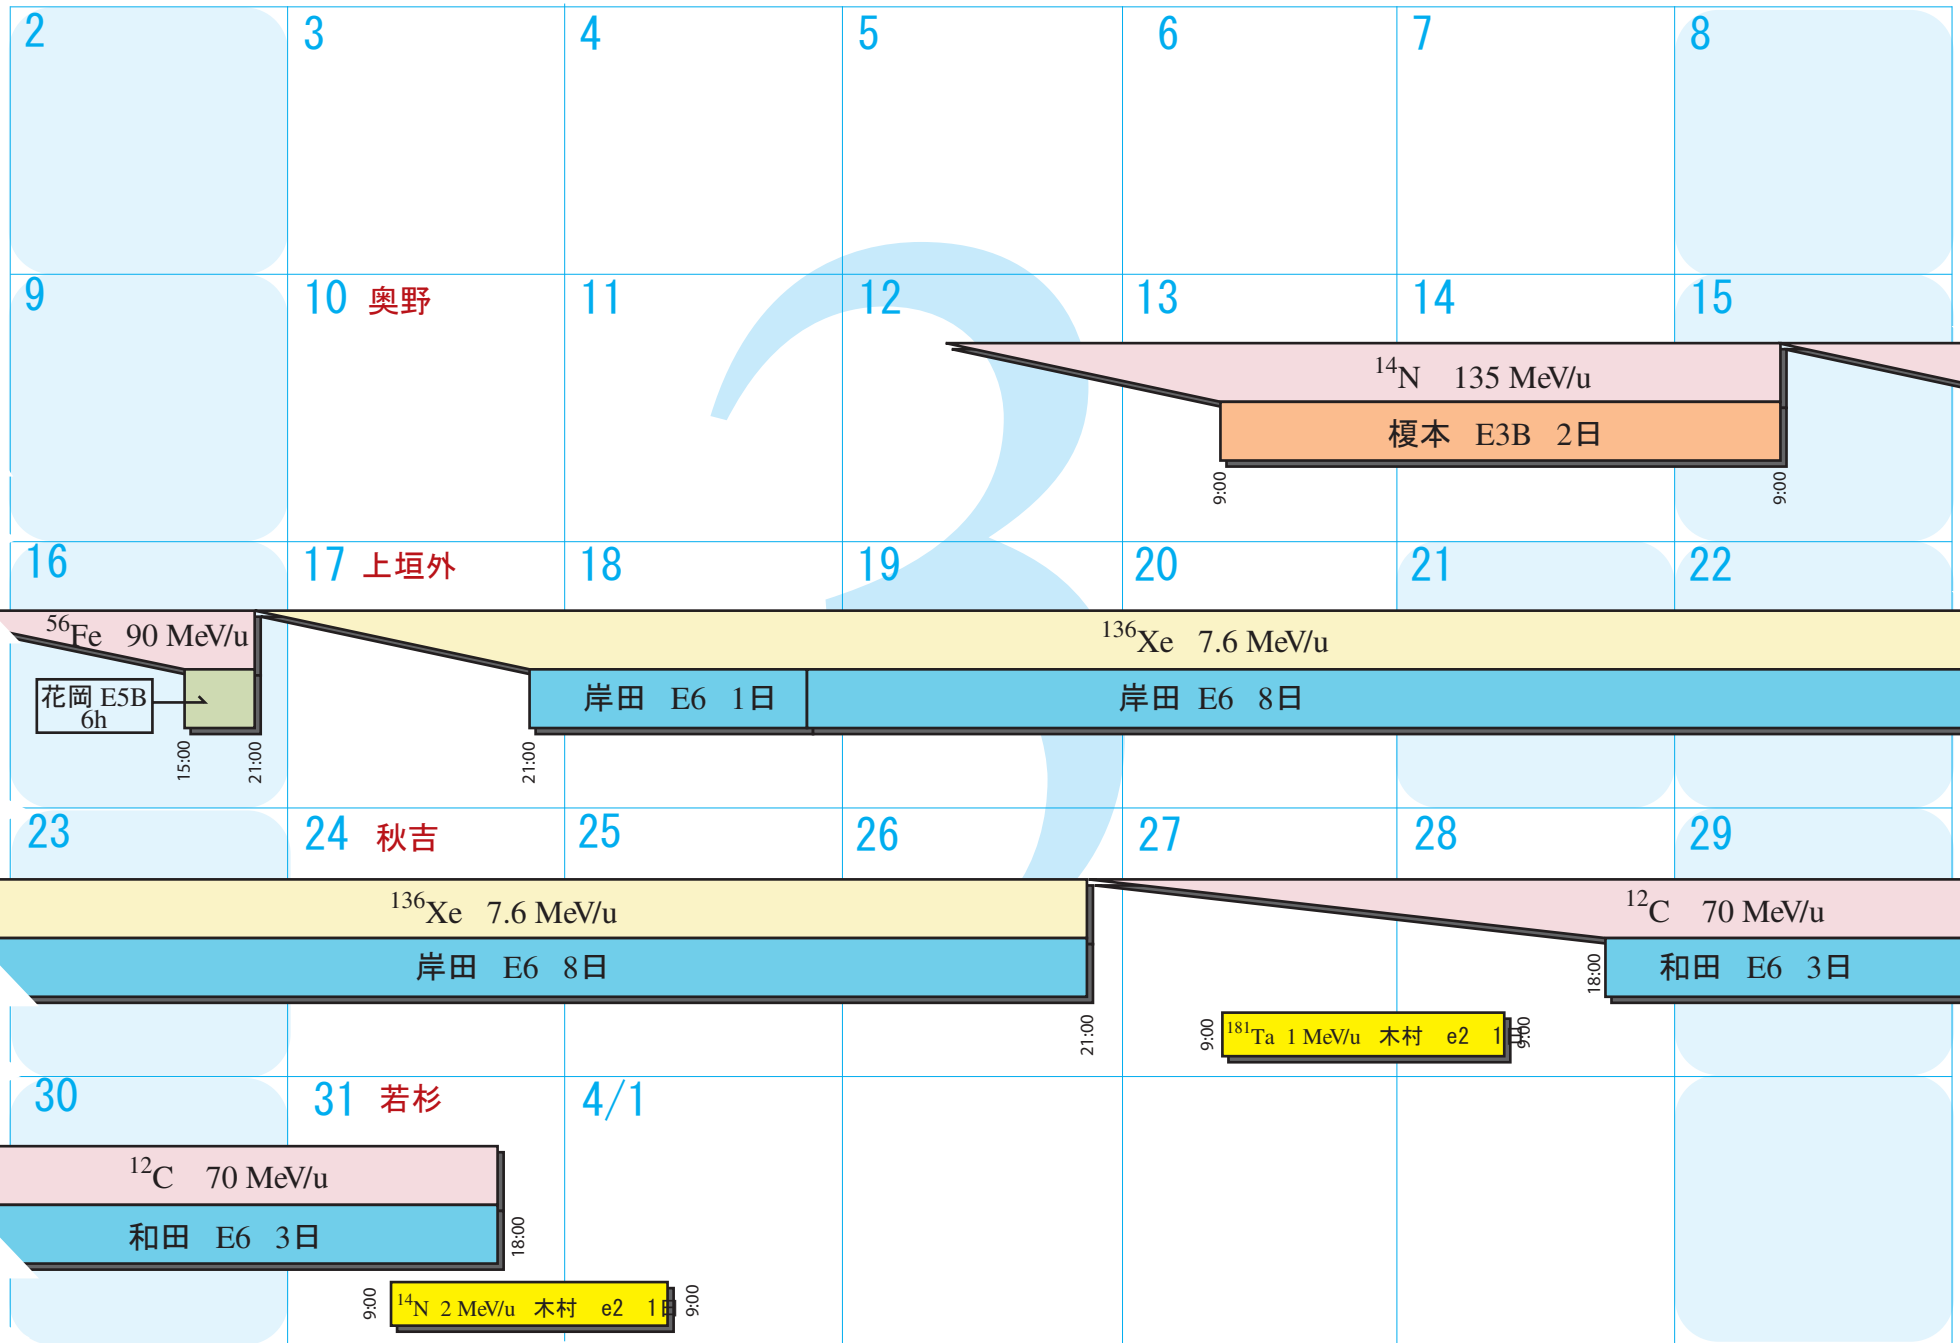 2 3 4 5 6 7 8
9 10 奥野 11 12 13 14 15
14N 135 MeV/u
榎本 E3B 2日
9:00 9:00
16 17 上垣外 18 19 20 21 22
56Fe 90 MeV/u 136Xe 7.6 MeV/u
花岡 E5B
6h
岸田 E6 1日 岸田 E6 8日
15:00 21:00 21:00
23 24 秋吉 25 26 27 28 29
136Xe 7.6 MeV/u 12C 70 MeV/u
岸田 E6 8日 18:00 和田 E6 3日
21:00 9:00 181Ta 1 MeV/u 木村 e2 1日 9:00
30 31 若杉 4/1
12C 70 MeV/u
和田 E6 3日 18:00
9:00 14N 2 MeV/u 木村 e2 1日 9:00
3